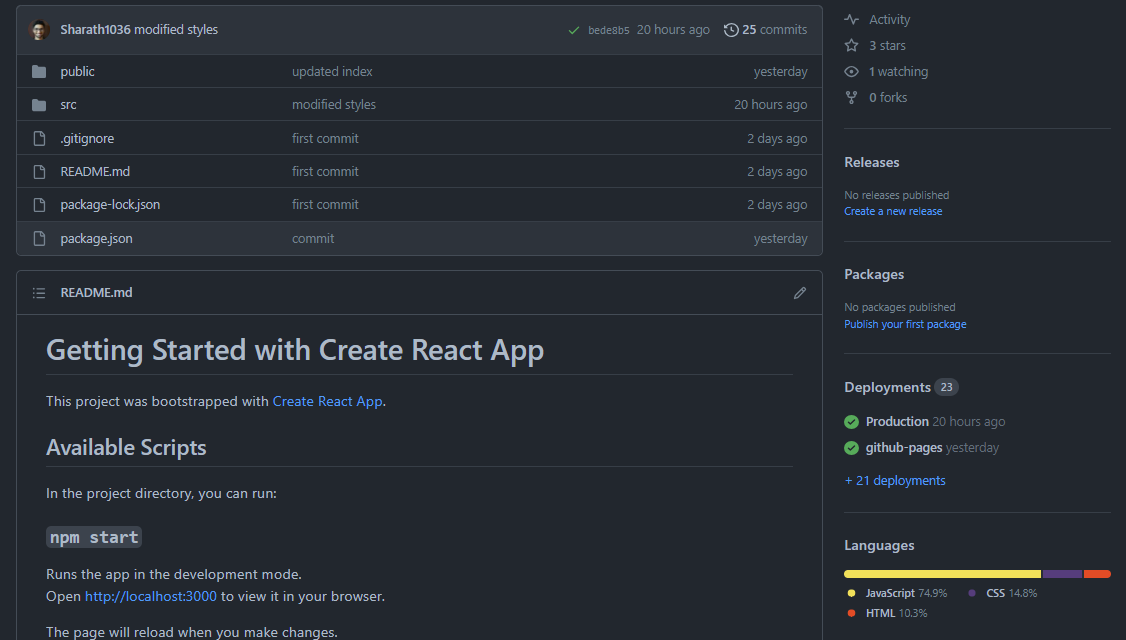 Sharath1036 modified styles bede8b5 20 hours ago 25 commits
public updated index yesterday
src modified styles 20 hours ago
.gitignore first commit 2 days ago
README.md first commit 2 days ago
package-lock.json first commit 2 days ago
package.json commit yesterday
README.md
Getting Started with Create React App
This project was bootstrapped with Create React App.
Available Scripts
In the project directory, you can run:
npm start
Runs the app in the development mode.
Open http://localhost:3000 to view it in your browser.
The page will reload when you make changes.
Activity
3 stars
1 watching
0 forks
Releases
No releases published
Create a new release
Packages
No packages published
Publish your first package
Deployments 23
Production 20 hours ago
github-pages yesterday
+ 21 deployments
Languages
JavaScript 74.9% CSS 14.8%
HTML 10.3%